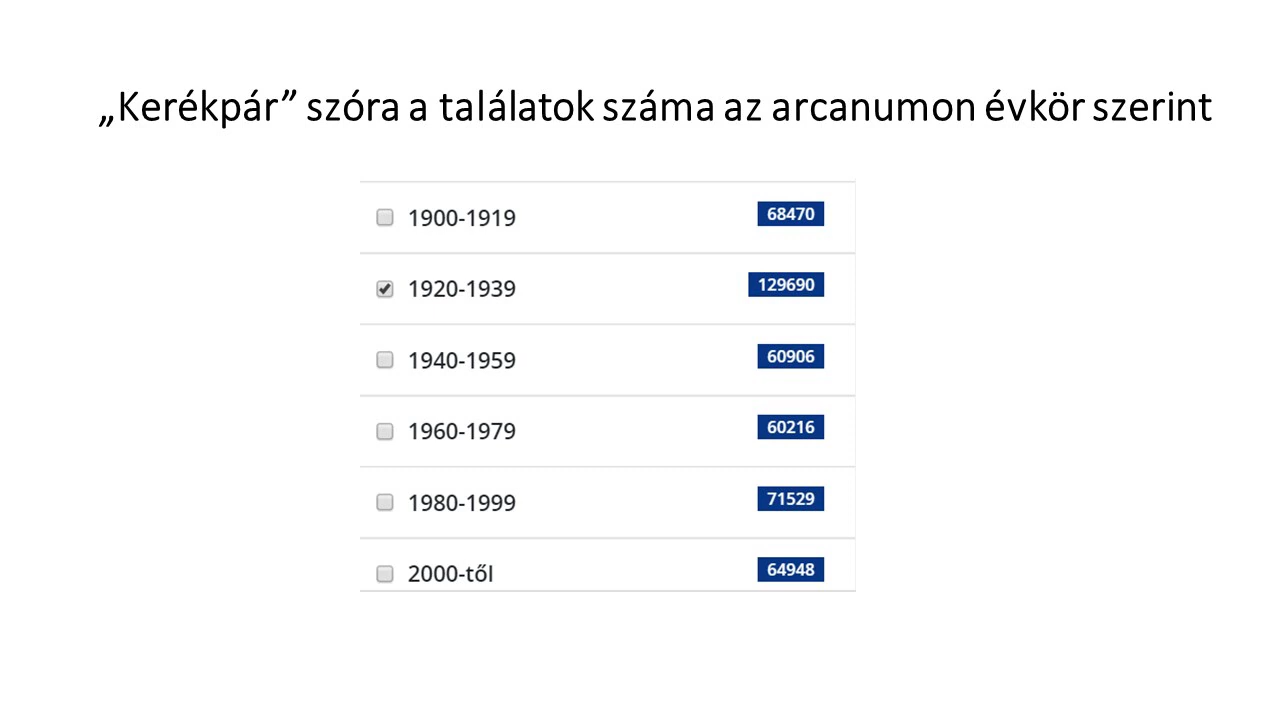 „Kerékpár” szóra a találatok száma az arcanumon évkör szerint
1900-1919 68470
1920-1939 129690
1940-1959 60906
1960-1979 60216
1980-1999 71529
2000-től 64948